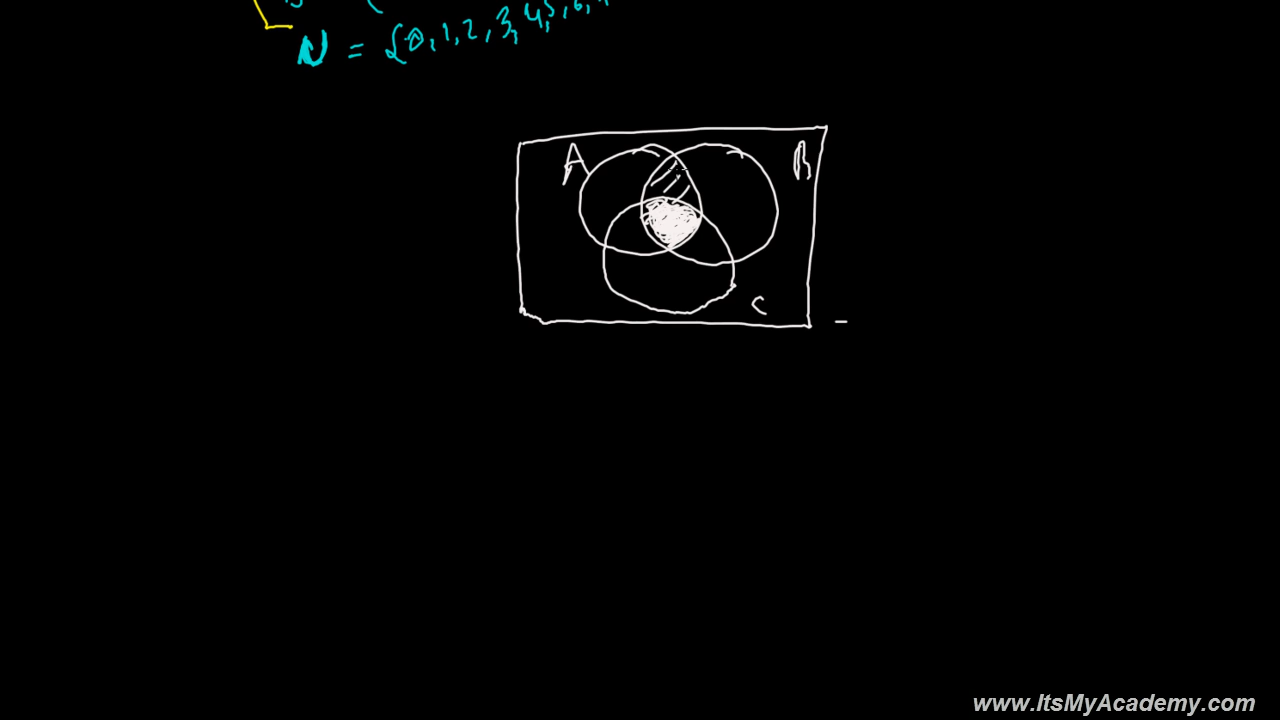 N = {0, 1, 2, 3, 4, 5, 6,
A
B
C
www.ItsMyAcademy.com